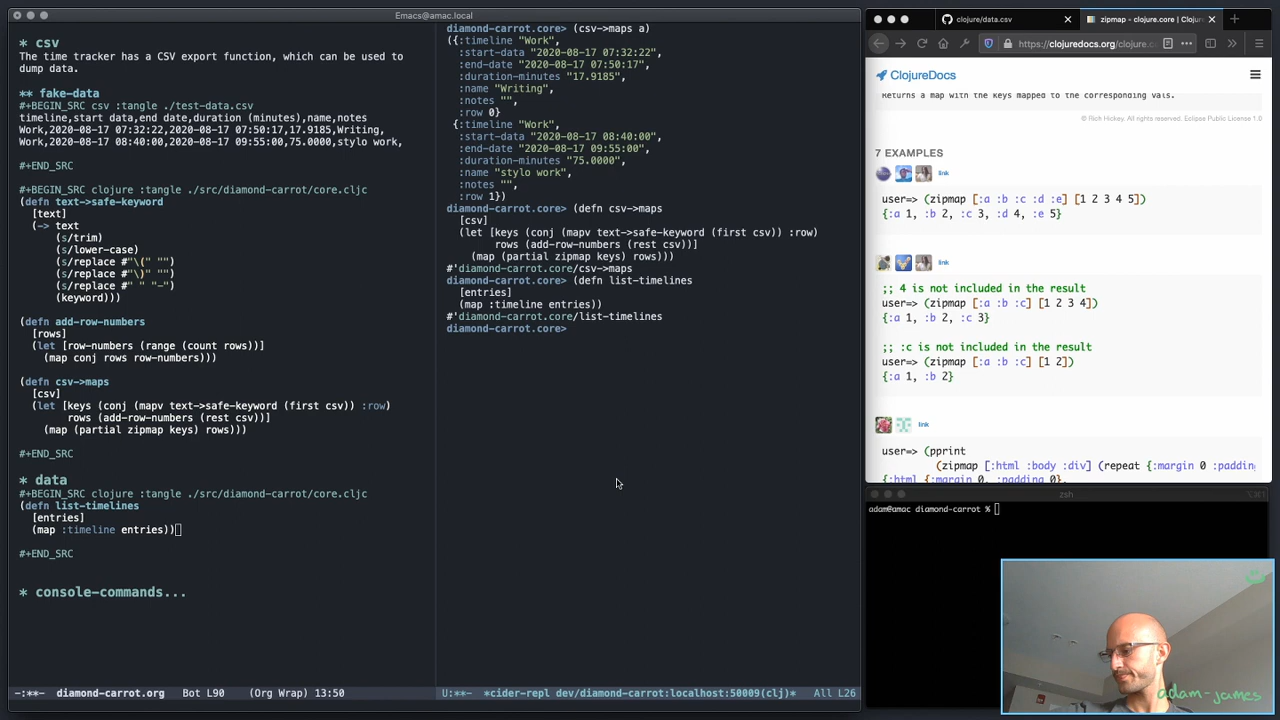 Emacs@amac.local
* csv
The time tracker has a CSV export function, which can be used to
dump data.
** fake-data
#+BEGIN_SRC csv :tangle ./test-data.csv
timeline,start data,end date,duration (minutes),name,notes
Work,2020-08-17 07:32:22,2020-08-17 07:50:17,17.9185,Writing,
Work,2020-08-17 08:40:00,2020-08-17 09:55:00,75.0000,stylo work,
#+END_SRC
#+BEGIN_SRC clojure :tangle ./src/diamond-carrot/core.cljc
(defn text->safe-keyword
[text]
(-> text
(s/trim)
(s/lower-case)
(s/replace #"\(" "")
(s/replace #"\)" "")
(s/replace #" " "-")
(keyword)))
(defn add-row-numbers
[rows]
(let [row-numbers (range (count rows))]
(map conj rows row-numbers)))
(defn csv->maps
[csv]
(let [keys (conj (mapv text->safe-keyword (first csv)) :row)
rows (add-row-numbers (rest csv))]
(map (partial zipmap keys) rows)))
#+END_SRC
* data
#+BEGIN_SRC clojure :tangle ./src/diamond-carrot/core.cljc
(defn list-timelines
[entries]
(map :timeline entries))
#+END_SRC
* console-commands...
-:**- diamond-carrot.org Bot L90 (Org Wrap) 13:50
diamond-carrot.core> (csv->maps a)
({:timeline "Work",
:start-data "2020-08-17 07:32:22",
:end-date "2020-08-17 07:50:17",
:duration-minutes "17.9185",
:name "Writing",
:notes "",
:row 0}
{:timeline "Work",
:start-data "2020-08-17 08:40:00",
:end-date "2020-08-17 09:55:00",
:duration-minutes "75.0000",
:name "stylo work",
:notes "",
:row 1})
diamond-carrot.core> (defn csv->maps
[csv]
(let [keys (conj (mapv text->safe-keyword (first csv)) :row)
rows (add-row-numbers (rest csv))]
(map (partial zipmap keys) rows)))
#'diamond-carrot.core/csv->maps
diamond-carrot.core> (defn list-timelines
[entries]
(map :timeline entries))
#'diamond-carrot.core/list-timelines
diamond-carrot.core>
U:**- *cider-repl dev/diamond-carrot:localhost:50009(clj)* All L26
clojure/data.csv
zipmap - clojure.core | Clojur
https://clojuredocs.org/clojure.c
ClojureDocs
Returns a map with the keys mapped to the corresponding vals.
© Rich Hickey. All rights reserved. Eclipse Public License 1.0
7 EXAMPLES
link
user=> (zipmap [:a :b :c :d :e] [1 2 3 4 5])
{:a 1, :b 2, :c 3, :d 4, :e 5}
link
;; 4 is not included in the result
user=> (zipmap [:a :b :c] [1 2 3 4])
{:a 1, :b 2, :c 3}
;; :c is not included in the result
user=> (zipmap [:a :b :c] [1 2])
{:a 1, :b 2}
link
user=> (pprint
(zipmap [:html :body :div] (repeat {:margin 0 :padding
{:html {:margin 0, :padding 0},
zsh
adam@amac diamond-carrot %
adam-james